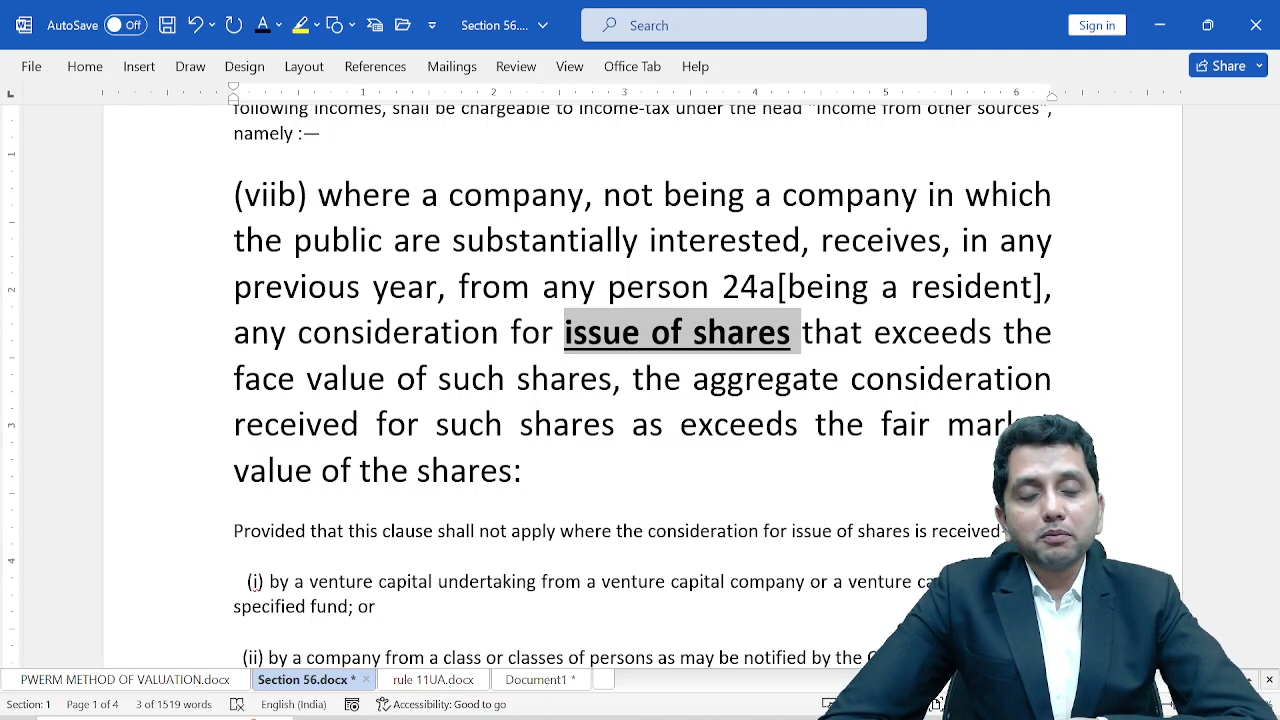 AutoSave Off Section 56.... Search Sign in
File Home Insert Draw Design Layout References Mailings Review View Office Tab Help Share
1 2 3 4 5 6
following incomes, shall be chargeable to income-tax under the head "Income from other sources",
namely :—
(viib) where a company, not being a company in which
the public are substantially interested, receives, in any
previous year, from any person 24a[being a resident],
any consideration for issue of shares that exceeds the
face value of such shares, the aggregate consideration
received for such shares as exceeds the fair
value of the shares:
Provided that this clause shall not apply where the consideration for issue of shares is received
(i) by a venture capital undertaking from a venture capital company or a venture
specified fund; or
(ii) by a company from a class or classes of persons as may be notified by the
PWERM METHOD OF VALUATION.docx Section 56.docx * rule 11UA.docx Document1 *
Section: 1 Page 1 of 4 3 of 1519 words English (India) Accessibility: Good to go